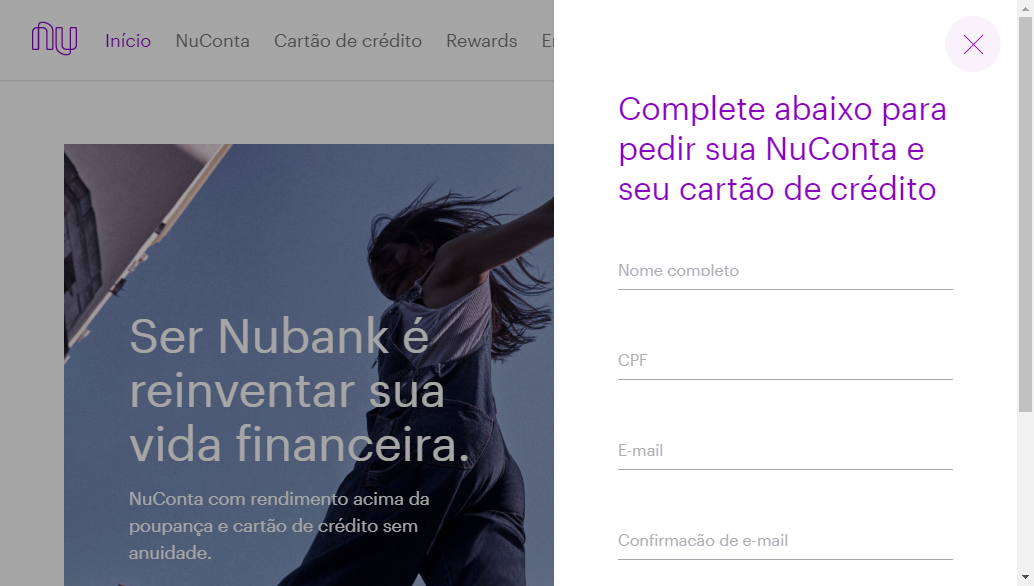 nu
Início NuConta Cartão de crédito Rewards
Ser Nubank é
reinventar sua
vida financeira.
NuConta com rendimento acima da
poupança e cartão de crédito sem
anuidade.
Complete abaixo para
pedir sua NuConta e
seu cartão de crédito
Nome completo
CPF
E-mail
Confirmacão de e-mail